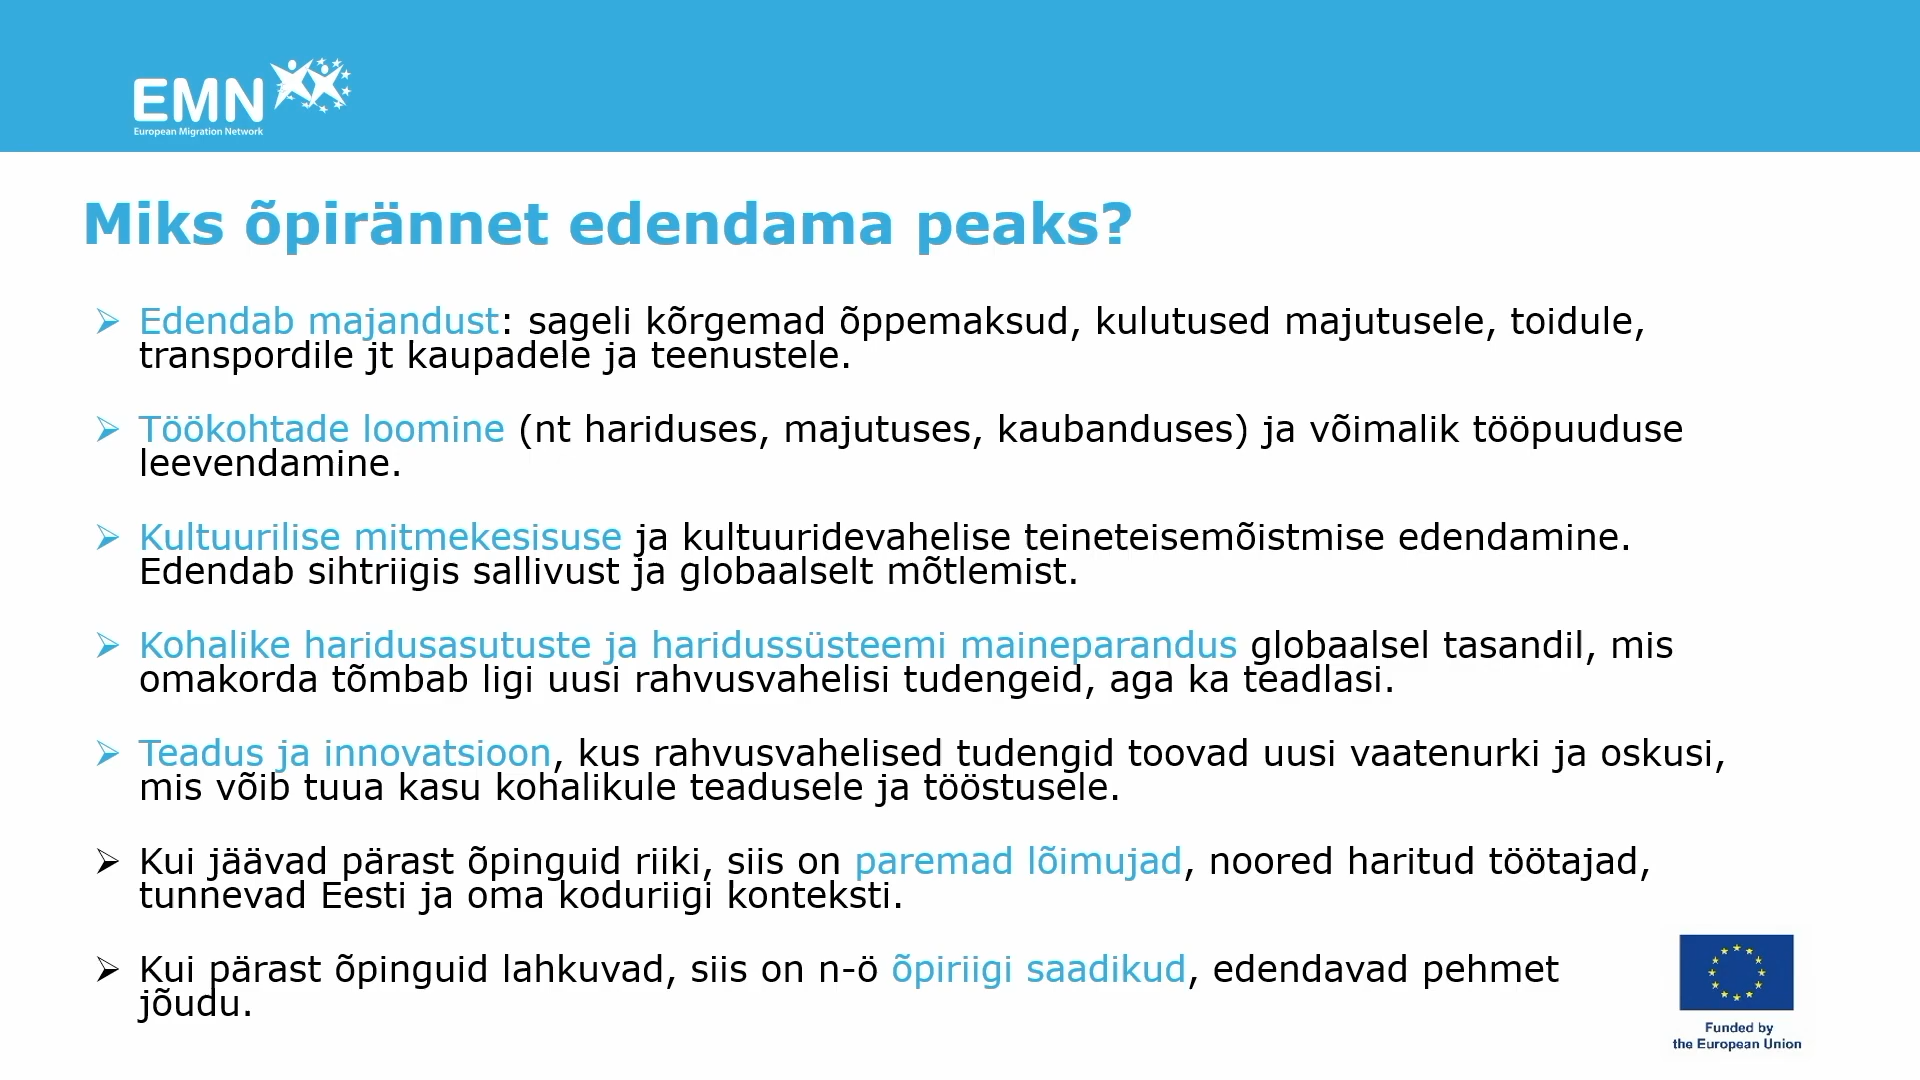 EMN
European Migration Network
Miks õpirännet edendama peaks?
Edendab majandust: sageli kõrgemad õppemaksud, kulutused majutusele, toidule,
transpordile jt kaupadele ja teenustele.
Töökohtade loomine (nt hariduses, majutuses, kaubanduses) ja võimalik tööpuuduse
leevendamine.
Kultuurilise mitmekesisuse ja kultuuridevahelise teineteisemõistmise edendamine.
Edendab sihtriigis sallivust ja globaalselt mõtlemist.
Kohalike haridusasutuste ja haridussüsteemi maineparandus globaalsel tasandil, mis
omakorda tõmbab ligi uusi rahvusvahelisi tudengeid, aga ka teadlasi.
Teadus ja innovatsioon, kus rahvusvahelised tudengid toovad uusi vaatenurki ja oskusi,
mis võib tuua kasu kohalikule teadusele ja tööstusele.
Kui jäävad pärast õpinguid riiki, siis on paremad lõimujad, noored haritud töötajad,
tunnevad Eesti ja oma koduriigi konteksti.
Kui pärast õpinguid lahkuvad, siis on n-ö õpiriigi saadikud, edendavad pehmet
jõudu.
Funded by
the European Union